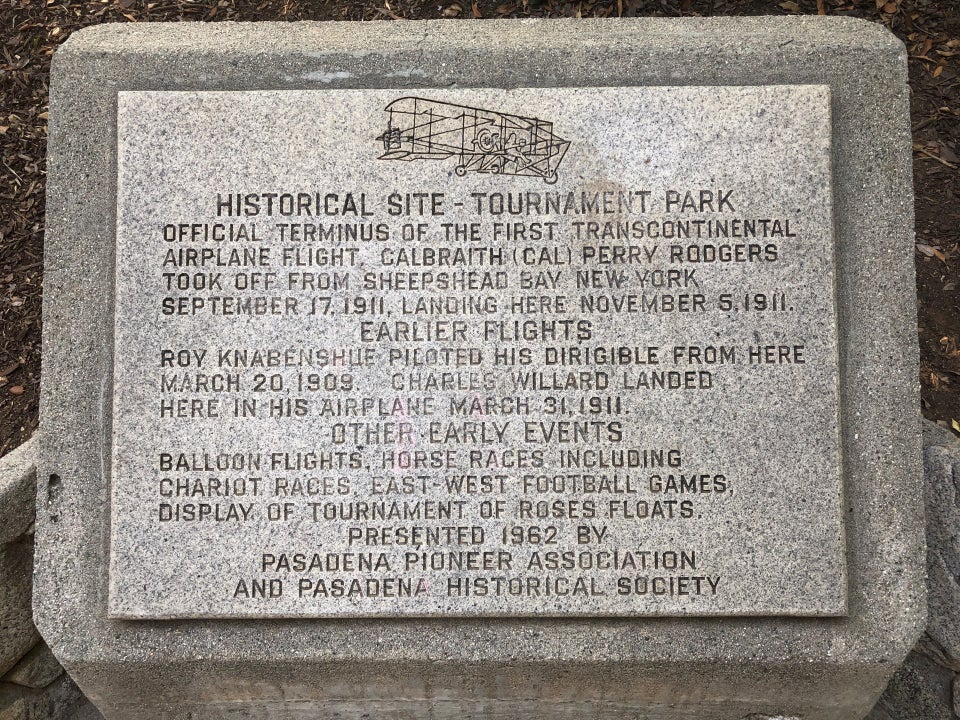 HISTORICAL SITE - TOURNAMENT PARK
OFFICIAL TERMINUS OF THE FIRST TRANSCONTINENTAL
AIRPLANE FLIGHT. CALBRAITH (CAL) PERRY RODGERS
TOOK OFF FROM SHEEPSHEAD BAY NEW YORK
SEPTEMBER 17, 1911, LANDING HERE NOVEMBER 5, 1911.
EARLIER FLIGHTS
ROY KNABENSHUE PILOTED HIS DIRIGIBLE FROM HERE
MARCH 20, 1909. CHARLES WILLARD LANDED
HERE IN HIS AIRPLANE MARCH 31, 1911.
OTHER EARLY EVENTS
BALLOON FLIGHTS, HORSE RACES INCLUDING
CHARIOT RACES, EAST-WEST FOOTBALL GAMES,
DISPLAY OF TOURNAMENT OF ROSES FLOATS.
PRESENTED 1962 BY
PASADENA PIONEER ASSOCIATION
AND PASADENA HISTORICAL SOCIETY